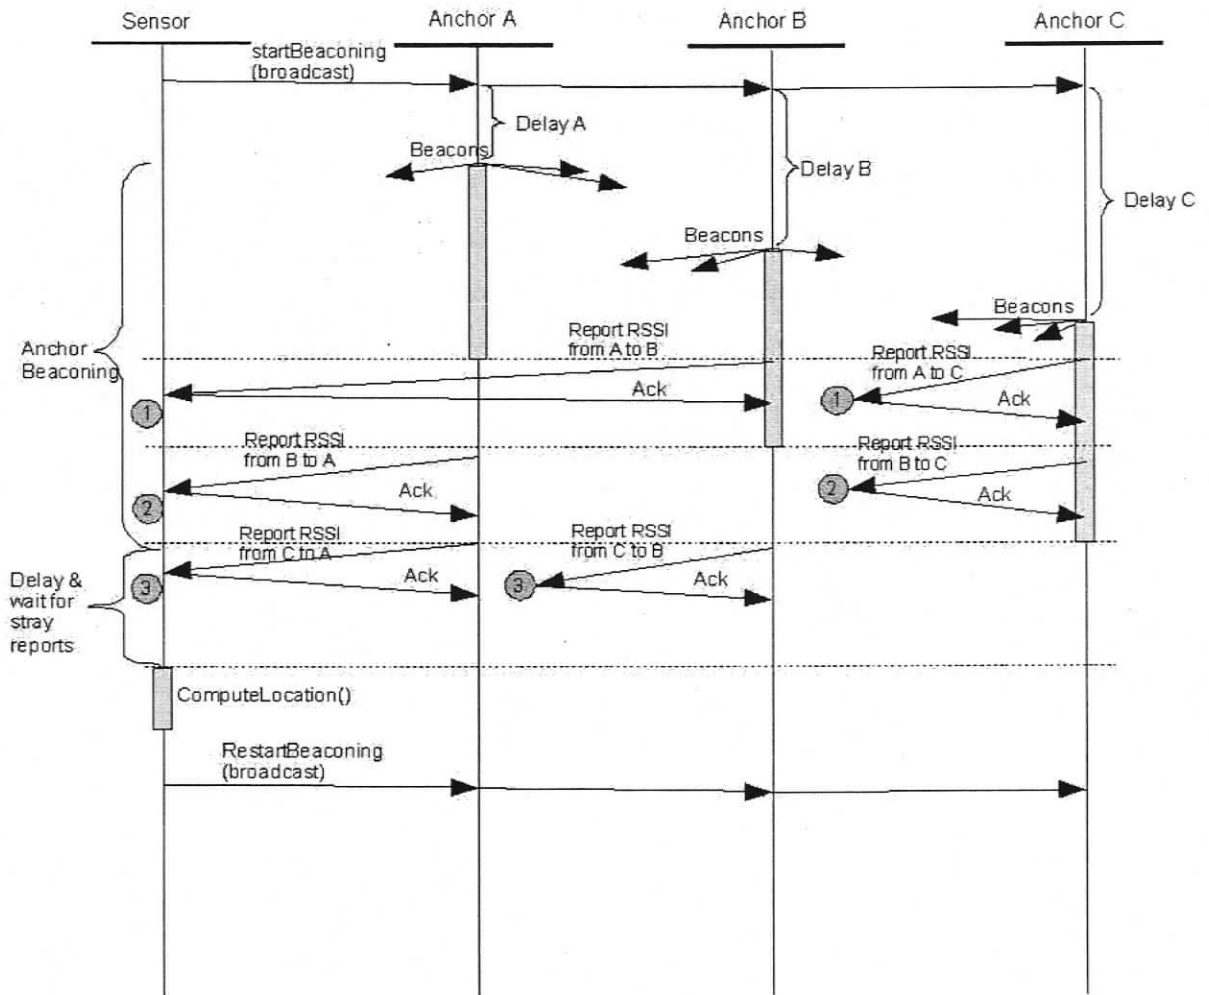 Sensor
Anchor A
Anchor B
Anchor C
startBeaconing
(broadcast)
Delay A
Beacons
Delay B
Delay C
Beacons
Beacons
Anchor
Beaconing
Report RSSI
from A to B
Report RSSI
from A to C
Ack
Ack
1
1
Report RSSI
from B to A
Report RSSI
from B to C
Ack
Ack
2
2
Report RSSI
from C to A
Report RSSI
from C to B
Ack
Ack
3
3
Delay &
wait for
stray
reports
ComputeLocation()
RestartBeaconing
(broadcast)